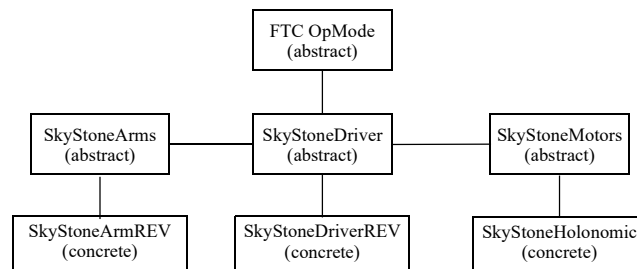 FTC OpMode
(abstract)
SkyStoneArms
(abstract)
SkyStoneDriver
(abstract)
SkyStoneMotors
(abstract)
SkyStoneArmREV
(concrete)
SkyStoneDriverREV
(concrete)
SkyStoneHolonomic
(concrete)